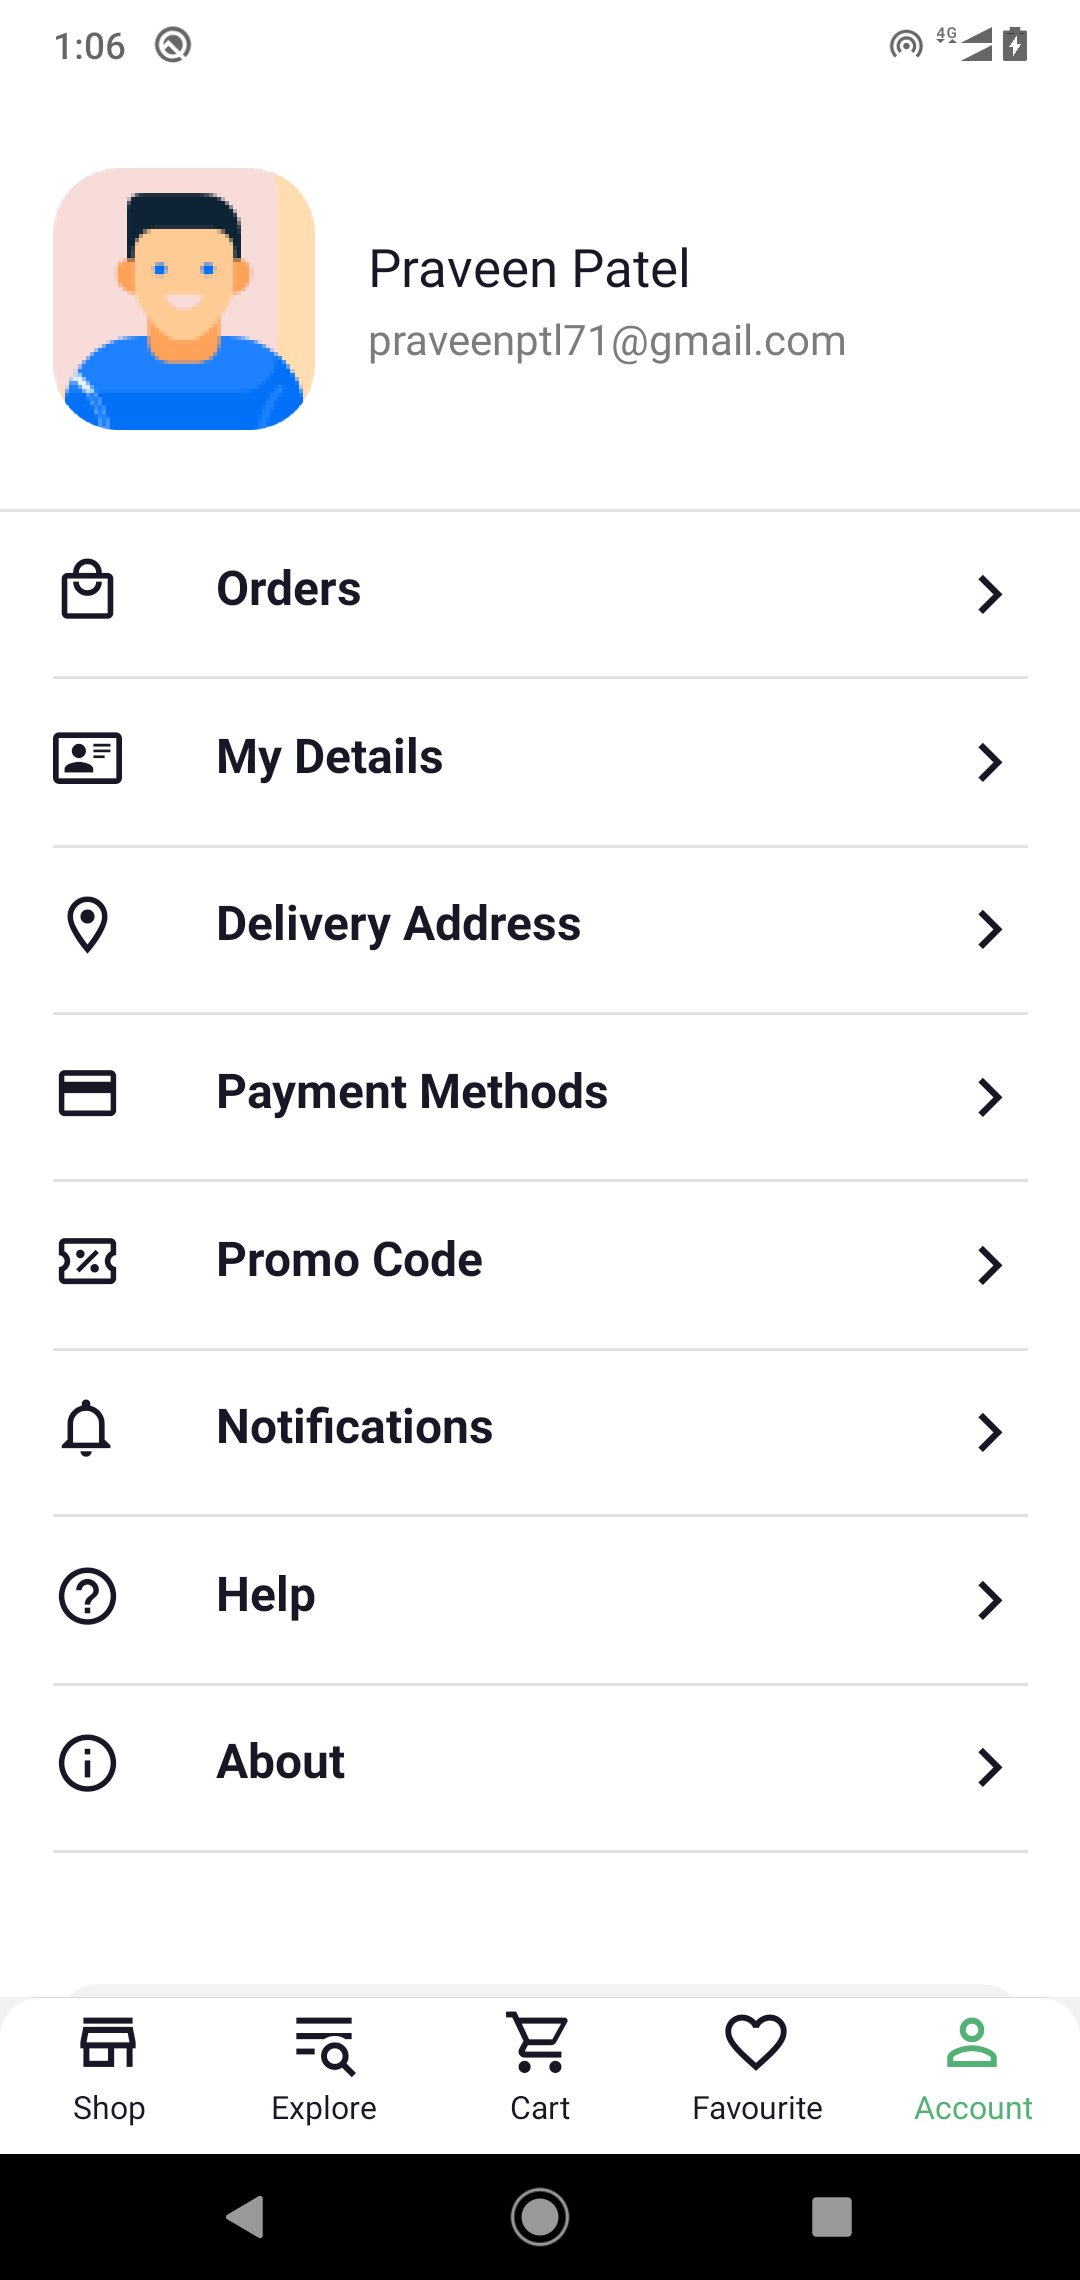 1:06
4G
Praveen Patel
praveenptl71@gmail.com
Orders
My Details
Delivery Address
Payment Methods
Promo Code
Notifications
Help
About
Shop
Explore
Cart
Favourite
Account